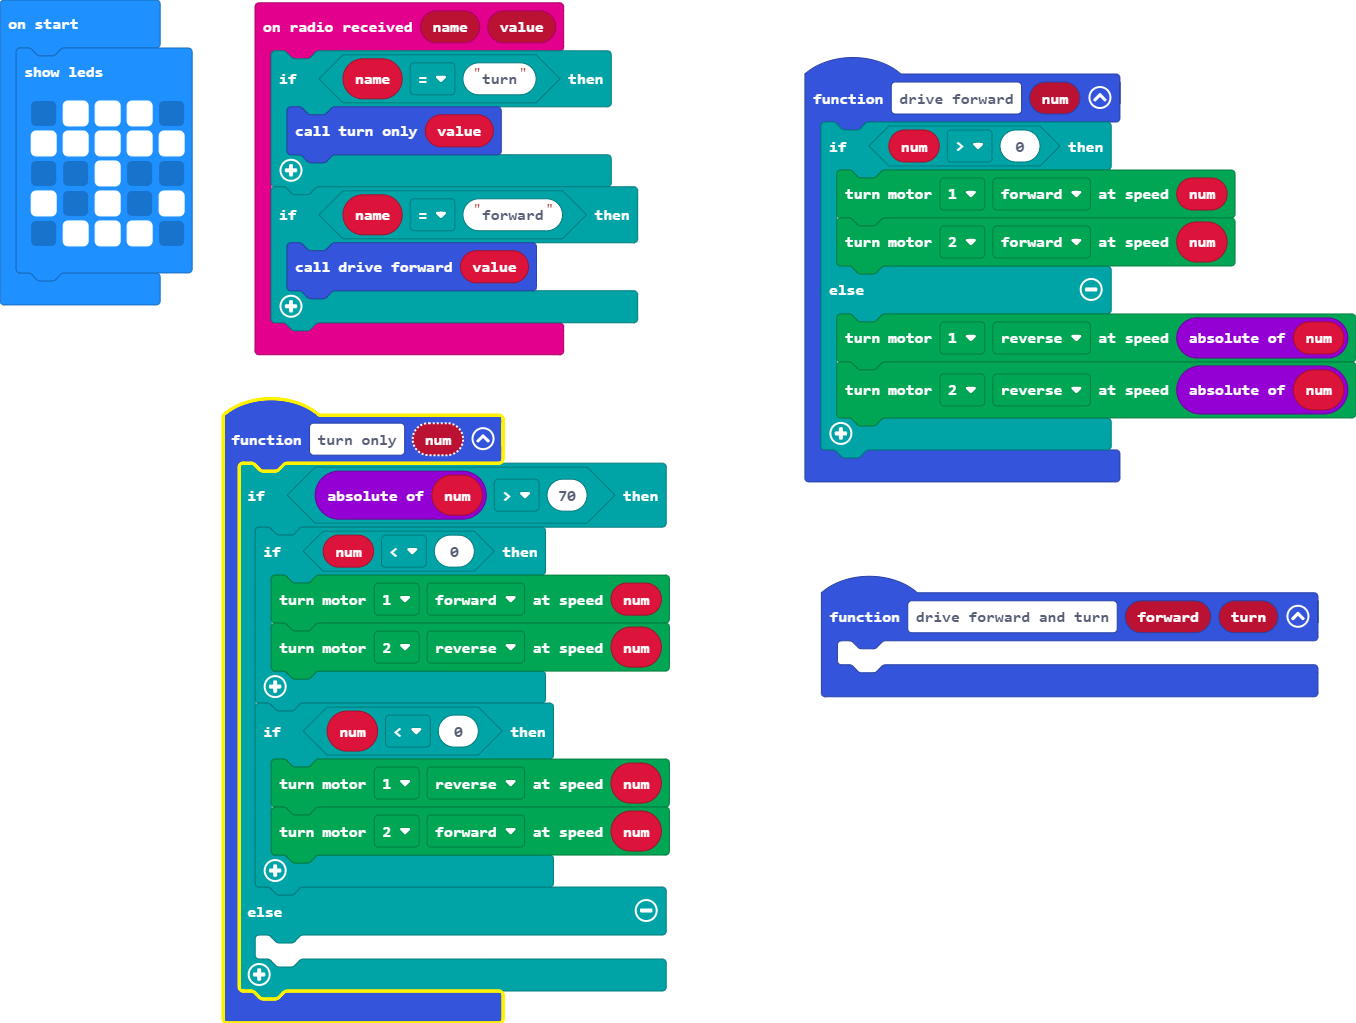 on start
show leds
on radio received name value
if name = "turn" then
call turn only value
if name = "forward" then
call drive forward value
function drive forward num
if num > 0 then
turn motor 1 forward at speed num
turn motor 2 forward at speed num
else
turn motor 1 reverse at speed absolute of num
turn motor 2 reverse at speed absolute of num
function turn only num
if absolute of num > 70 then
if num < 0 then
turn motor 1 forward at speed num
turn motor 2 reverse at speed num
if num < 0 then
turn motor 1 reverse at speed num
turn motor 2 forward at speed num
else
function drive forward and turn forward turn